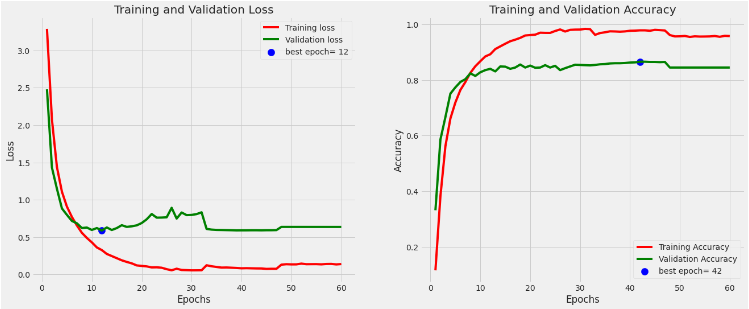 Training and Validation Loss
Training loss
Validation loss
best epoch= 12
Loss
3.0
2.5
2.0
1.5
1.0
0.5
0.0
0
10
20
30
40
50
60
Epochs
Training and Validation Accuracy
Accuracy
1.0
0.8
0.6
0.4
0.2
Training Accuracy
Validation Accuracy
best epoch= 42
0
10
20
30
40
50
60
Epochs